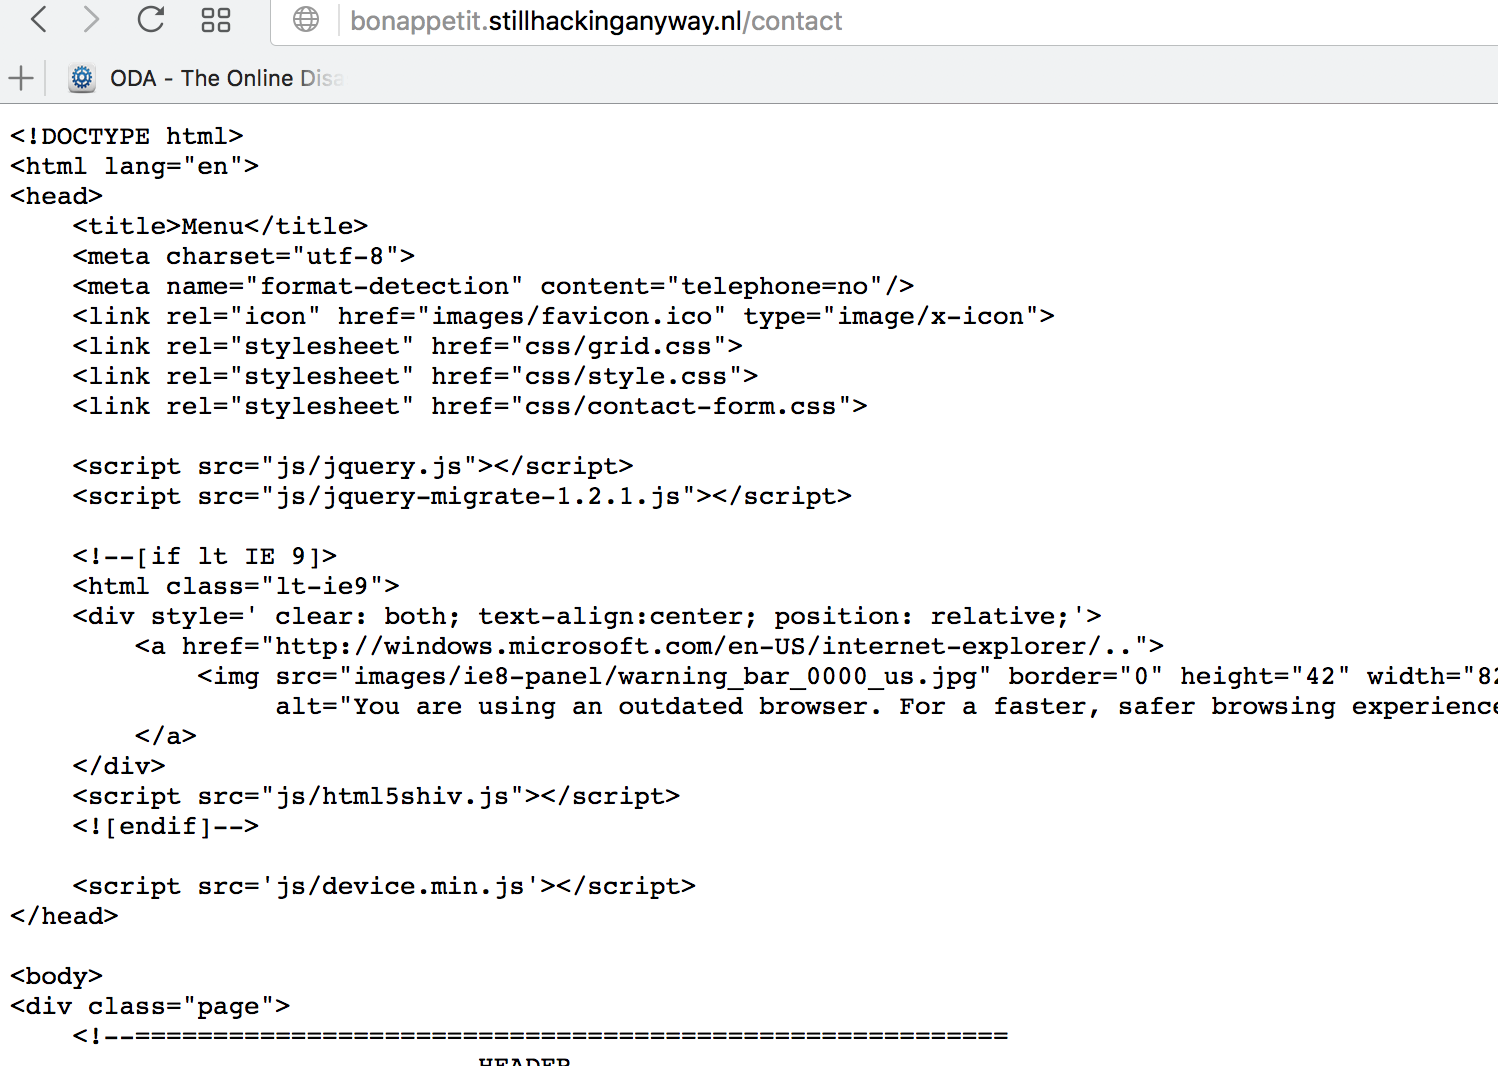 bonappetit.stillhackinganyway.nl/contact
ODA - The Online Disa
<!DOCTYPE html>
<html lang="en">
<head>
    <title>Menu</title>
    <meta charset="utf-8">
    <meta name="format-detection" content="telephone=no"/>
    <link rel="icon" href="images/favicon.ico" type="image/x-icon">
    <link rel="stylesheet" href="css/grid.css">
    <link rel="stylesheet" href="css/style.css">
    <link rel="stylesheet" href="css/contact-form.css">
    <script src="js/jquery.js"></script>
    <script src="js/jquery-migrate-1.2.1.js"></script>
    <!--[if lt IE 9]>
    <html class="lt-ie9">
    <div style=' clear: both; text-align:center; position: relative;'>
        <a href="http://windows.microsoft.com/en-US/internet-explorer/..">
            <img src="images/ie8-panel/warning_bar_0000_us.jpg" border="0" height="42" width="82
                 alt="You are using an outdated browser. For a faster, safer browsing experience
        </a>
    </div>
    <script src="js/html5shiv.js"></script>
    <![endif]-->
    <script src='js/device.min.js'></script>
</head>
<body>
<div class="page">
    <!--========================================================
                              HEADER